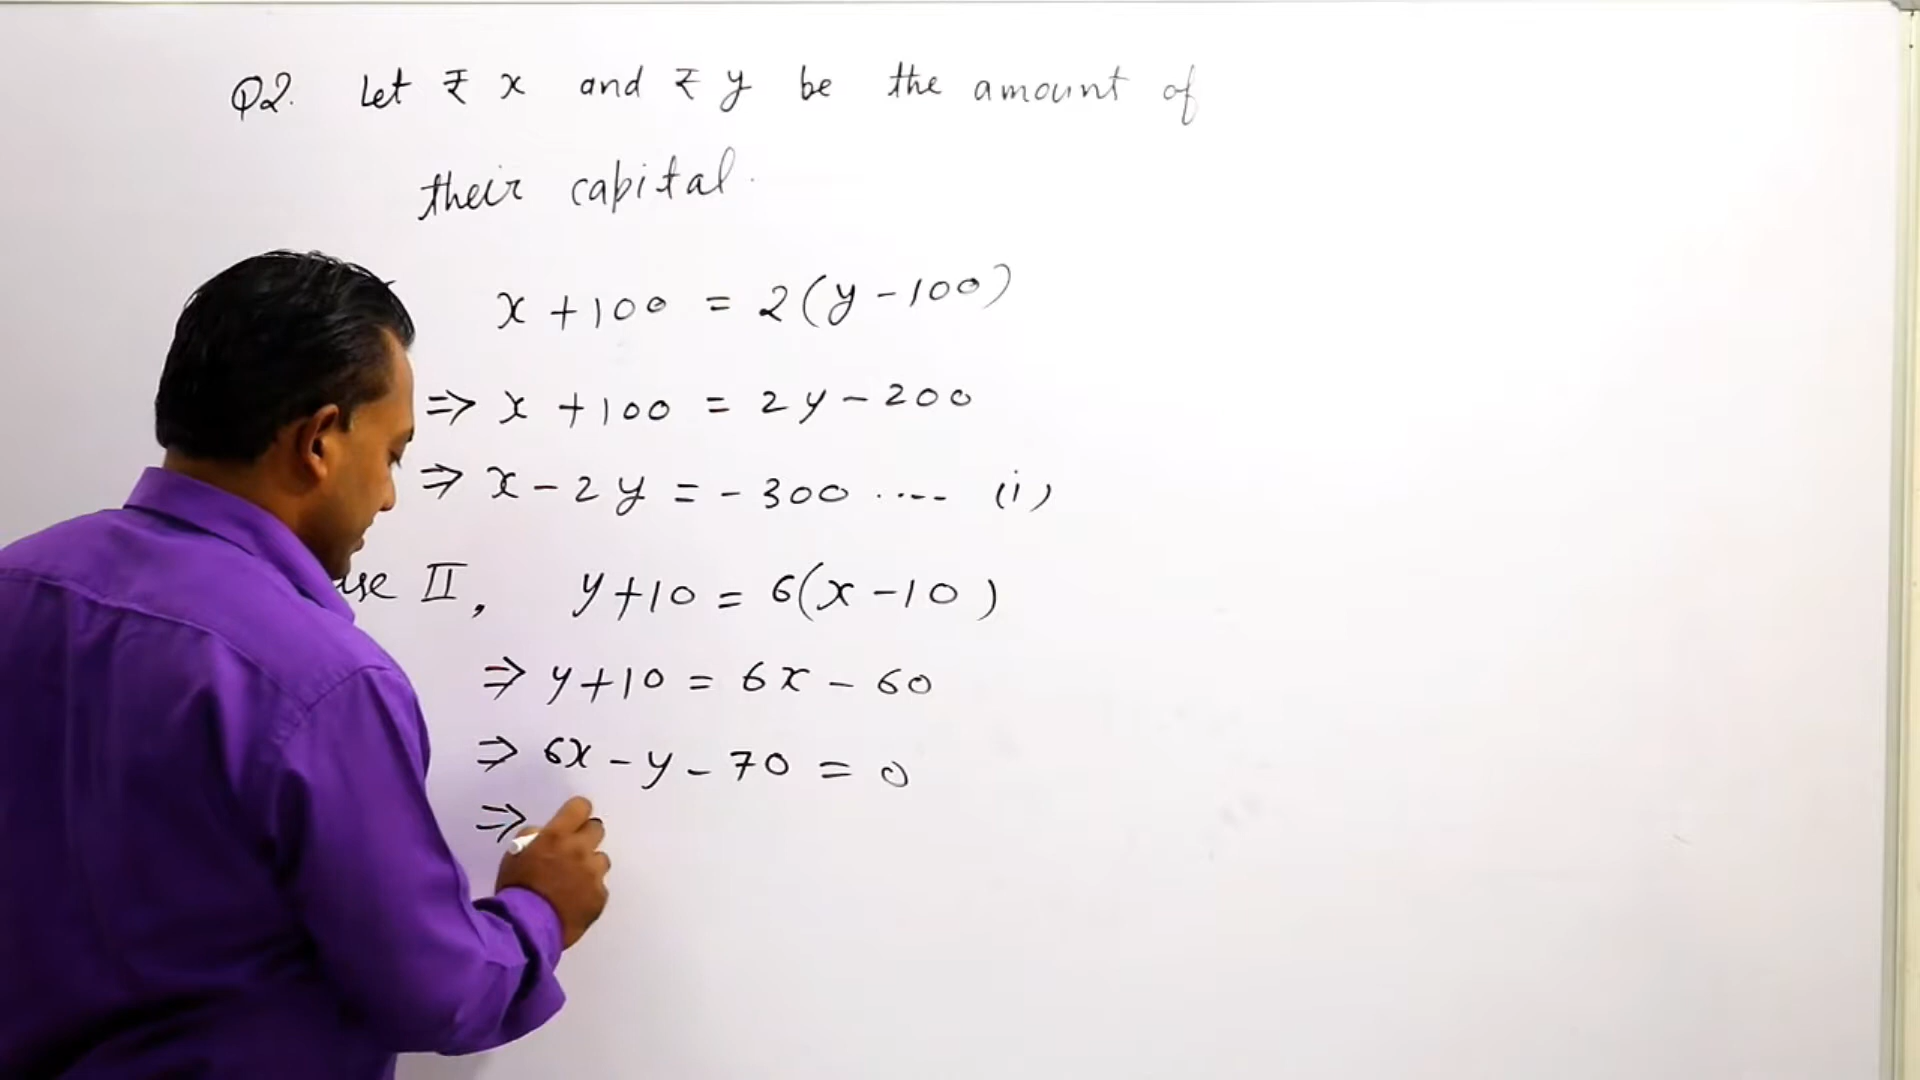 Q2. Let ₹ x and ₹ y be the amount of
their capital.
x + 100 = 2(y - 100)
⇒ x + 100 = 2y - 200
⇒ x - 2y = - 300 ..... (i)
II, y + 10 = 6(x - 10)
⇒ y + 10 = 6x - 60
⇒ 6x - y - 70 = 0
⇒